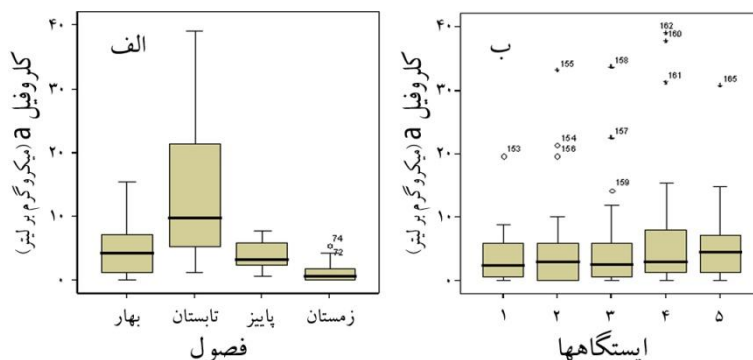 الف
کلروفیل a (میکروگرم بر لیتر)
۴۰
۳۰
۲۰
۱۰
۰
74
72
بهار
تابستان
پاییز
زمستان
فصول
ب
کلروفیل a (میکروگرم بر لیتر)
۴۰
۳۰
۲۰
۱۰
۰
153
155
154
156
158
157
159
162
160
161
165
۱
۲
۳
۴
۵
ایستگاهها